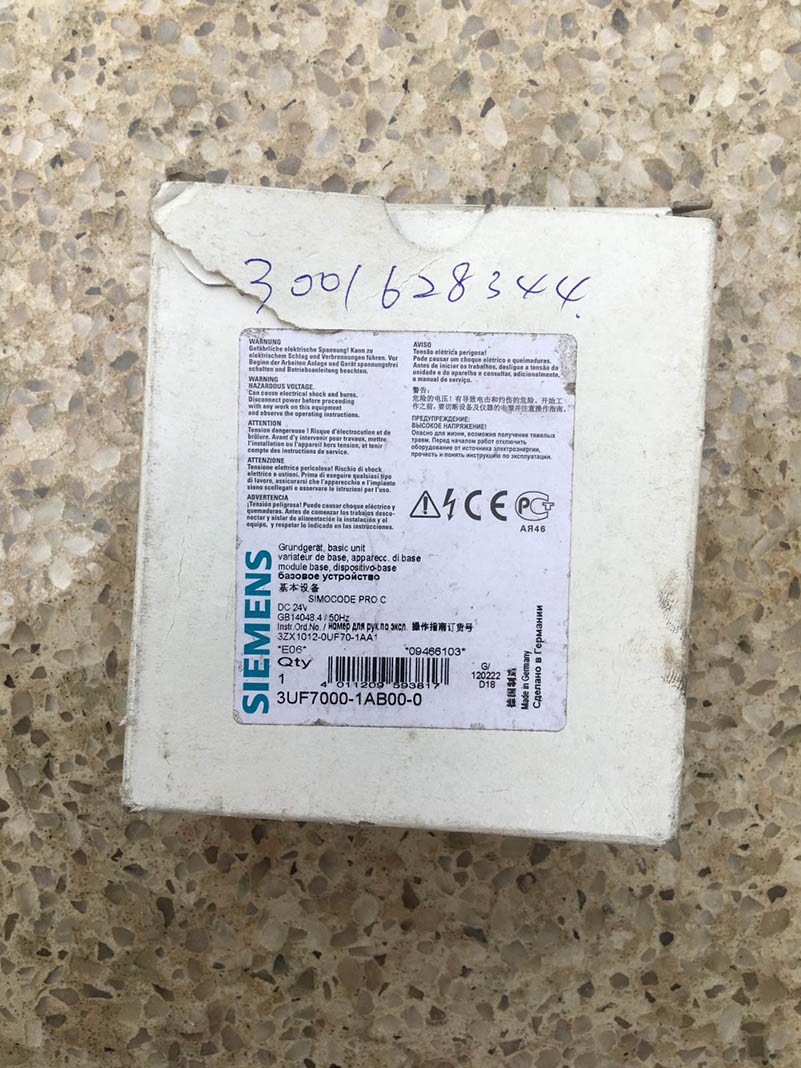 3001628344
WARNUNG
Gefährliche elektrische Spannung! Kann zu
elektrischem Schlag und Verbrennungen führen. Vor
Beginn der Arbeiten Anlage und Gerät spannungsfrei
schalten und Betriebsanleitung beachten.
WARNING
HAZARDOUS VOLTAGE.
Can cause electrical shock and burns.
Disconnect power before proceeding
with any work on this equipment
and observe the operating instructions.
ATTENTION
Tension dangereuse ! Risque d'électrocution et de
brûlure. Avant d'y intervenir pour travaux, mettre
l'installation ou l'appareil hors tension, et tenir
compte des instructions de service.
ATTENZIONE
Tensione elettrica pericolosa! Rischio di shock
elettrico e ustioni. Prima di eseguire qualsiasi tipo
di lavoro, assicurarsi che l'apparecchio e l'impianto
siano scollegati e osservare le istruzioni per l'uso.
ADVERTENCIA
¡Tensión peligrosa! Puede causar choque eléctrico y
quemaduras. Antes de comenzar los trabajos desco-
nectar y aislar de alimentación la instalación y el
equipo, y respetar lo indicado en las instrucciones.
AVISO
Tensão elétrica perigosa!
Pode causar um choque elétrico e queimaduras.
Antes de iniciar os trabalhos, desligue a tensão da
unidade e do aparelho e consultar, adicionalmente,
o manual de serviço.
警告:
危险的电压! 有导致电击和灼伤的危险。开始工
作之前, 要切断设备及仪器的电源并注意操作指南。
ПРЕДУПРЕЖДЕНИЕ:
ВЫСОКОЕ НАПРЯЖЕНИЕ!
Опасно для жизни, возможно получение тяжелых
травм. Перед началом работ отключить
оборудование от источника электроэнергии,
прочесть и понять инструкцию по эксплуатации.
CE
АЯ46
SIEMENS
Grundgerät, basic unit
variateur de base, apparecc. di base
module base, dispositivo-base
базовое устройство
基本设备
SIMOCODE PRO C
DC 24V
GB14048.4 / 50Hz
Instr.Ord.No. / номер для рук.по экспл. 操作指南订货号
3ZX1012-0UF70-1AA1
*E06* *09466103*
Qty
1
4 011209 593817
3UF7000-1AB00-0
G/
120222
D18
德国制造
Made in Germany
Сделано в Германии